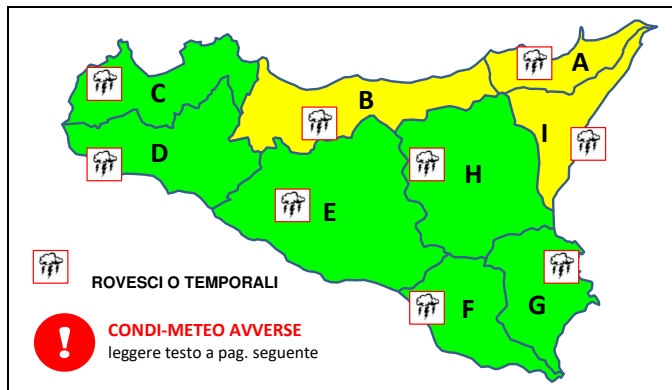 A
C
B
I
D
H
E
F
G
ROVESCI O TEMPORALI
!
CONDI-METEO AVVERSE
leggere testo a pag. seguente